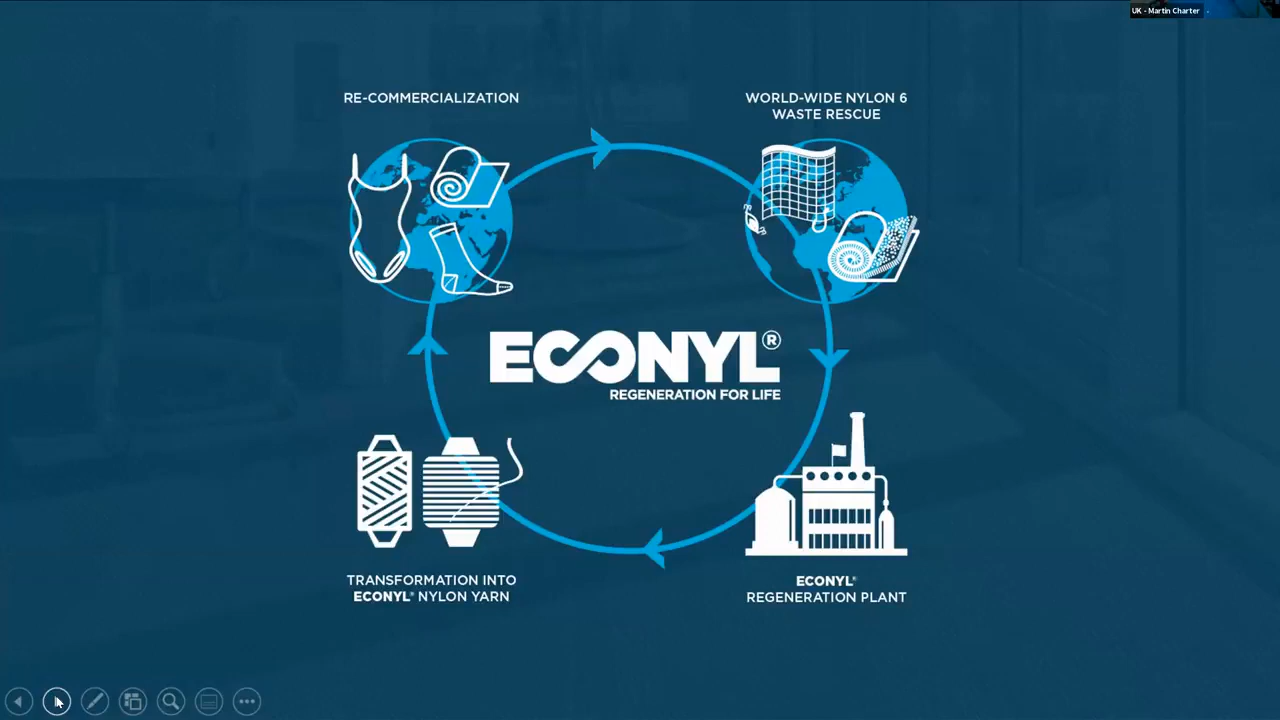 UK - Martin Charter
RE-COMMERCIALIZATION
WORLD-WIDE NYLON 6
WASTE RESCUE
ECONYL®
REGENERATION FOR LIFE
TRANSFORMATION INTO
ECONYL® NYLON YARN
ECONYL®
REGENERATION PLANT